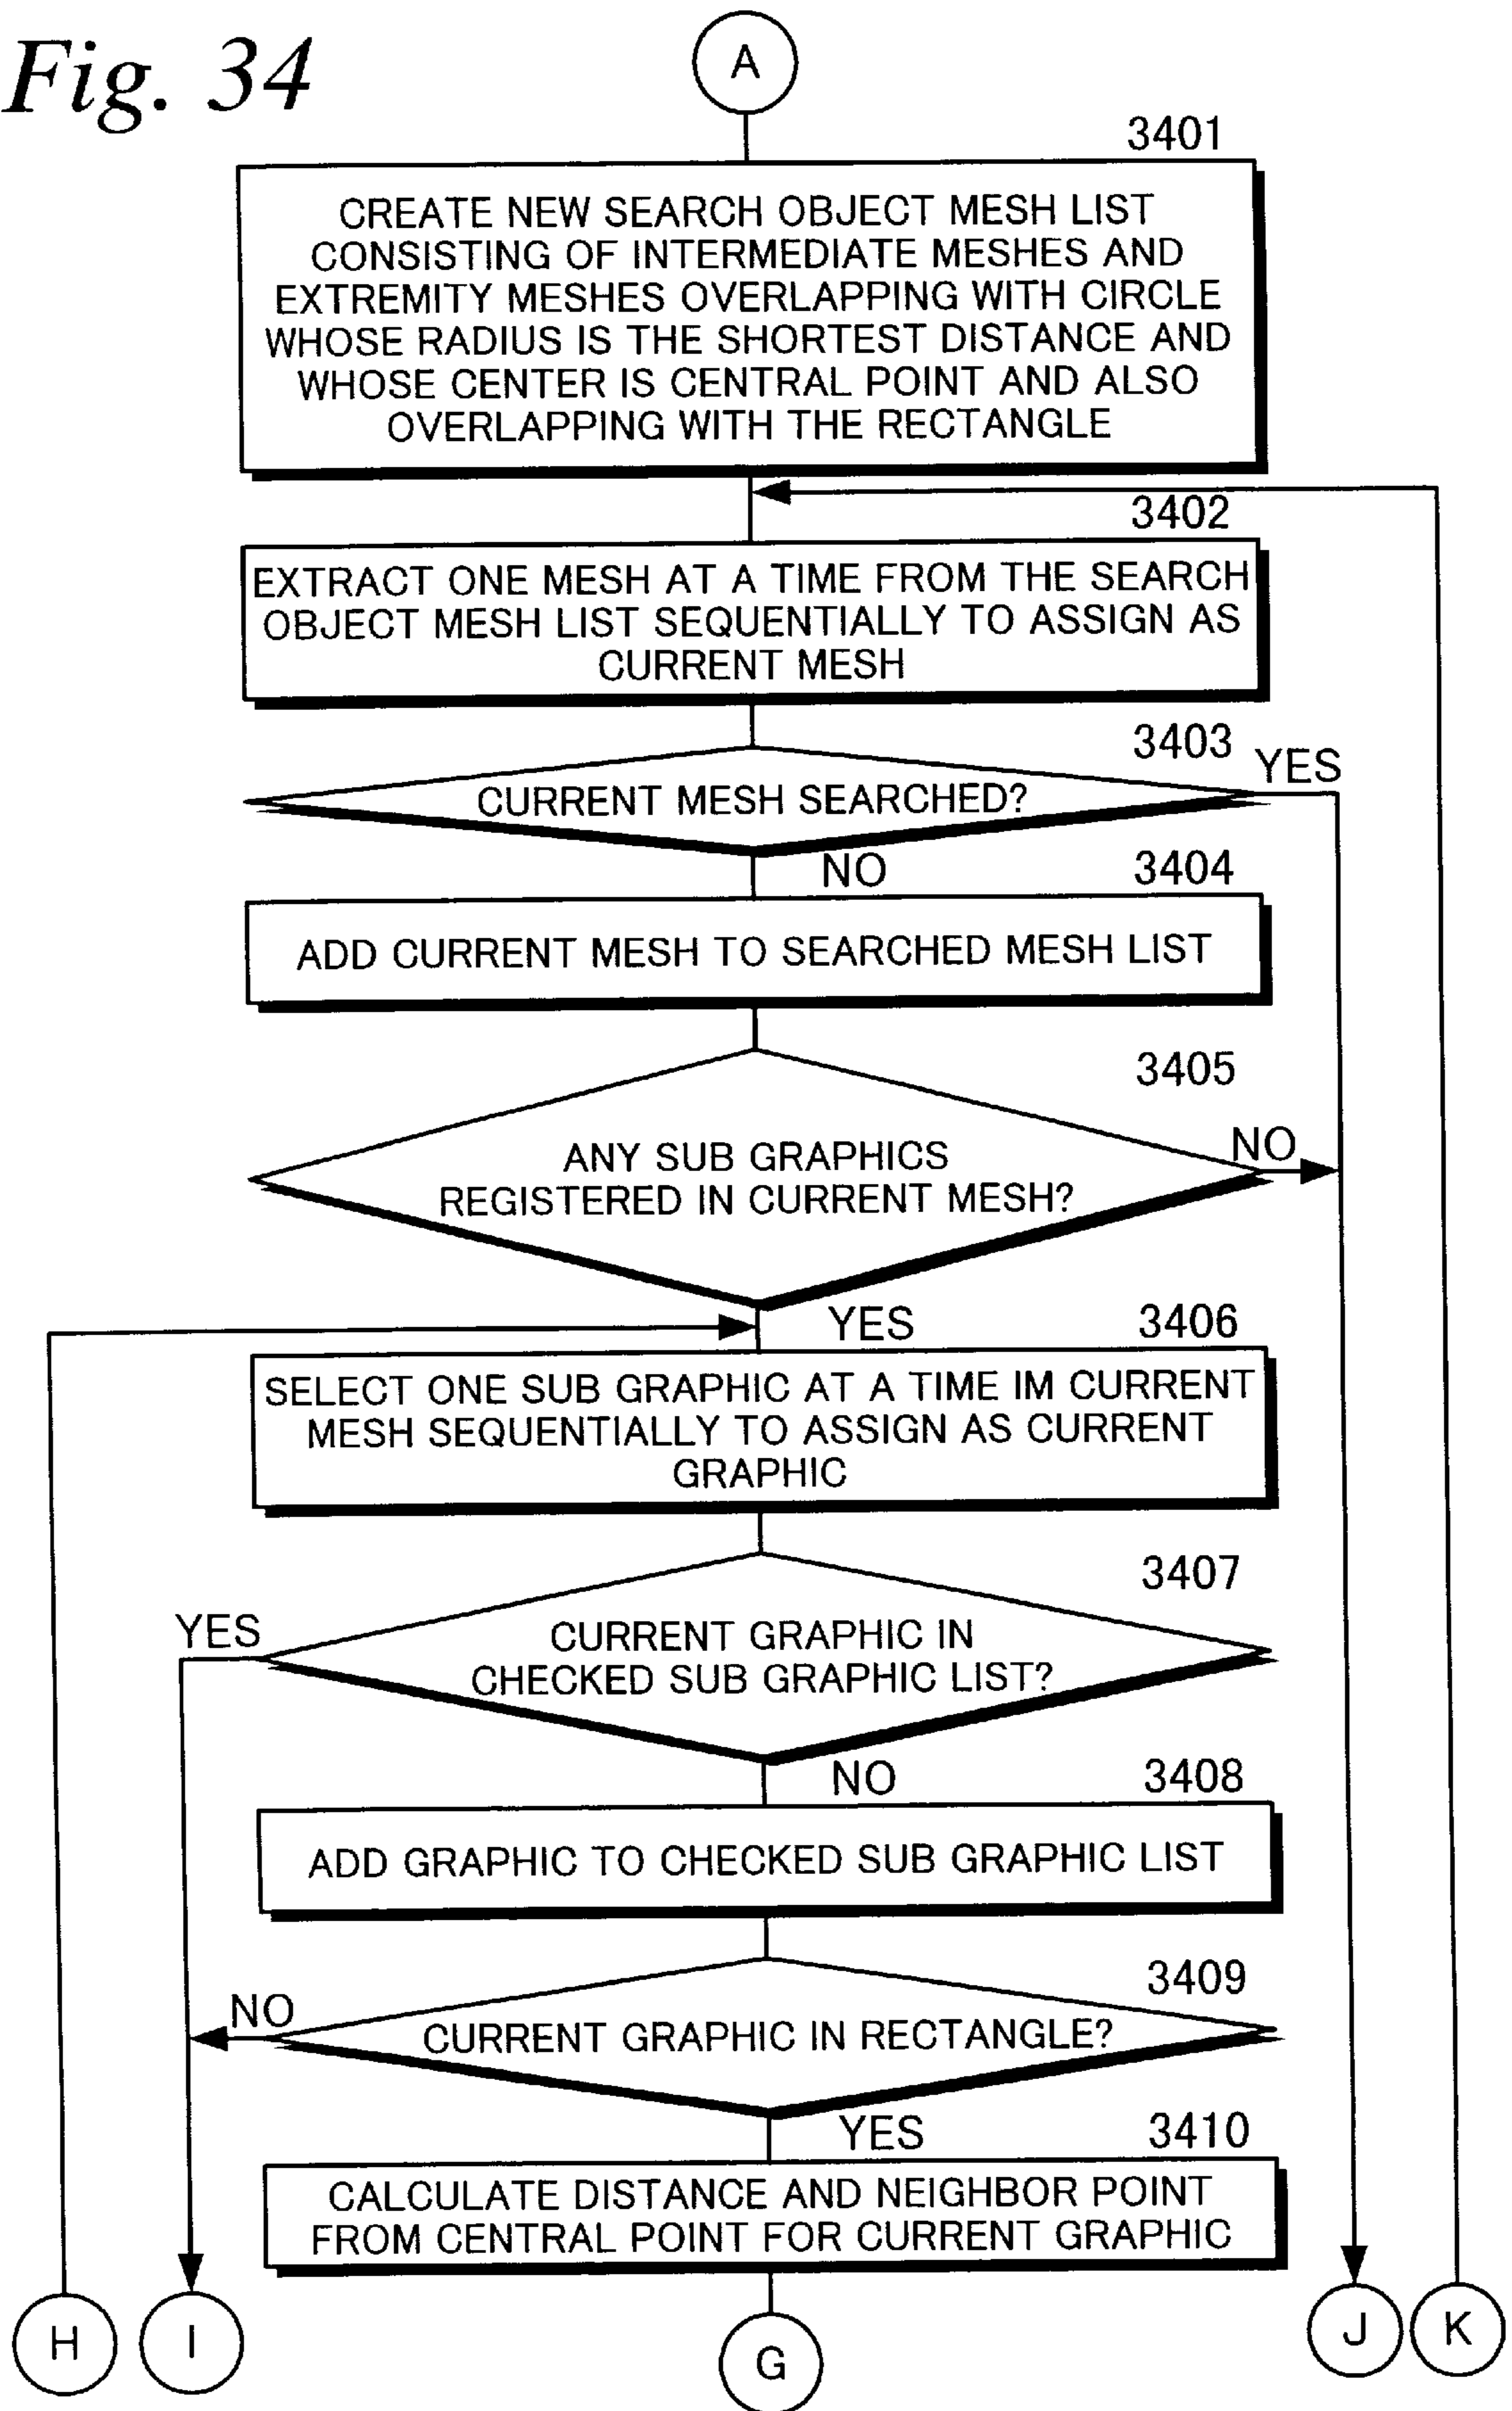 Fig. 34
A
3401
CREATE NEW SEARCH OBJECT MESH LIST
CONSISTING OF INTERMEDIATE MESHES AND
EXTREMITY MESHES OVERLAPPING WITH CIRCLE
WHOSE RADIUS IS THE SHORTEST DISTANCE AND
WHOSE CENTER IS CENTRAL POINT AND ALSO
OVERLAPPING WITH THE RECTANGLE
3402
EXTRACT ONE MESH AT A TIME FROM THE SEARCH
OBJECT MESH LIST SEQUENTIALLY TO ASSIGN AS
CURRENT MESH
3403
YES
CURRENT MESH SEARCHED?
NO
3404
ADD CURRENT MESH TO SEARCHED MESH LIST
3405
NO
ANY SUB GRAPHICS
REGISTERED IN CURRENT MESH?
YES
3406
SELECT ONE SUB GRAPHIC AT A TIME IM CURRENT
MESH SEQUENTIALLY TO ASSIGN AS CURRENT
GRAPHIC
3407
YES
CURRENT GRAPHIC IN
CHECKED SUB GRAPHIC LIST?
NO
3408
ADD GRAPHIC TO CHECKED SUB GRAPHIC LIST
3409
NO
CURRENT GRAPHIC IN RECTANGLE?
YES
3410
CALCULATE DISTANCE AND NEIGHBOR POINT
FROM CENTRAL POINT FOR CURRENT GRAPHIC
H
I
G
J
K